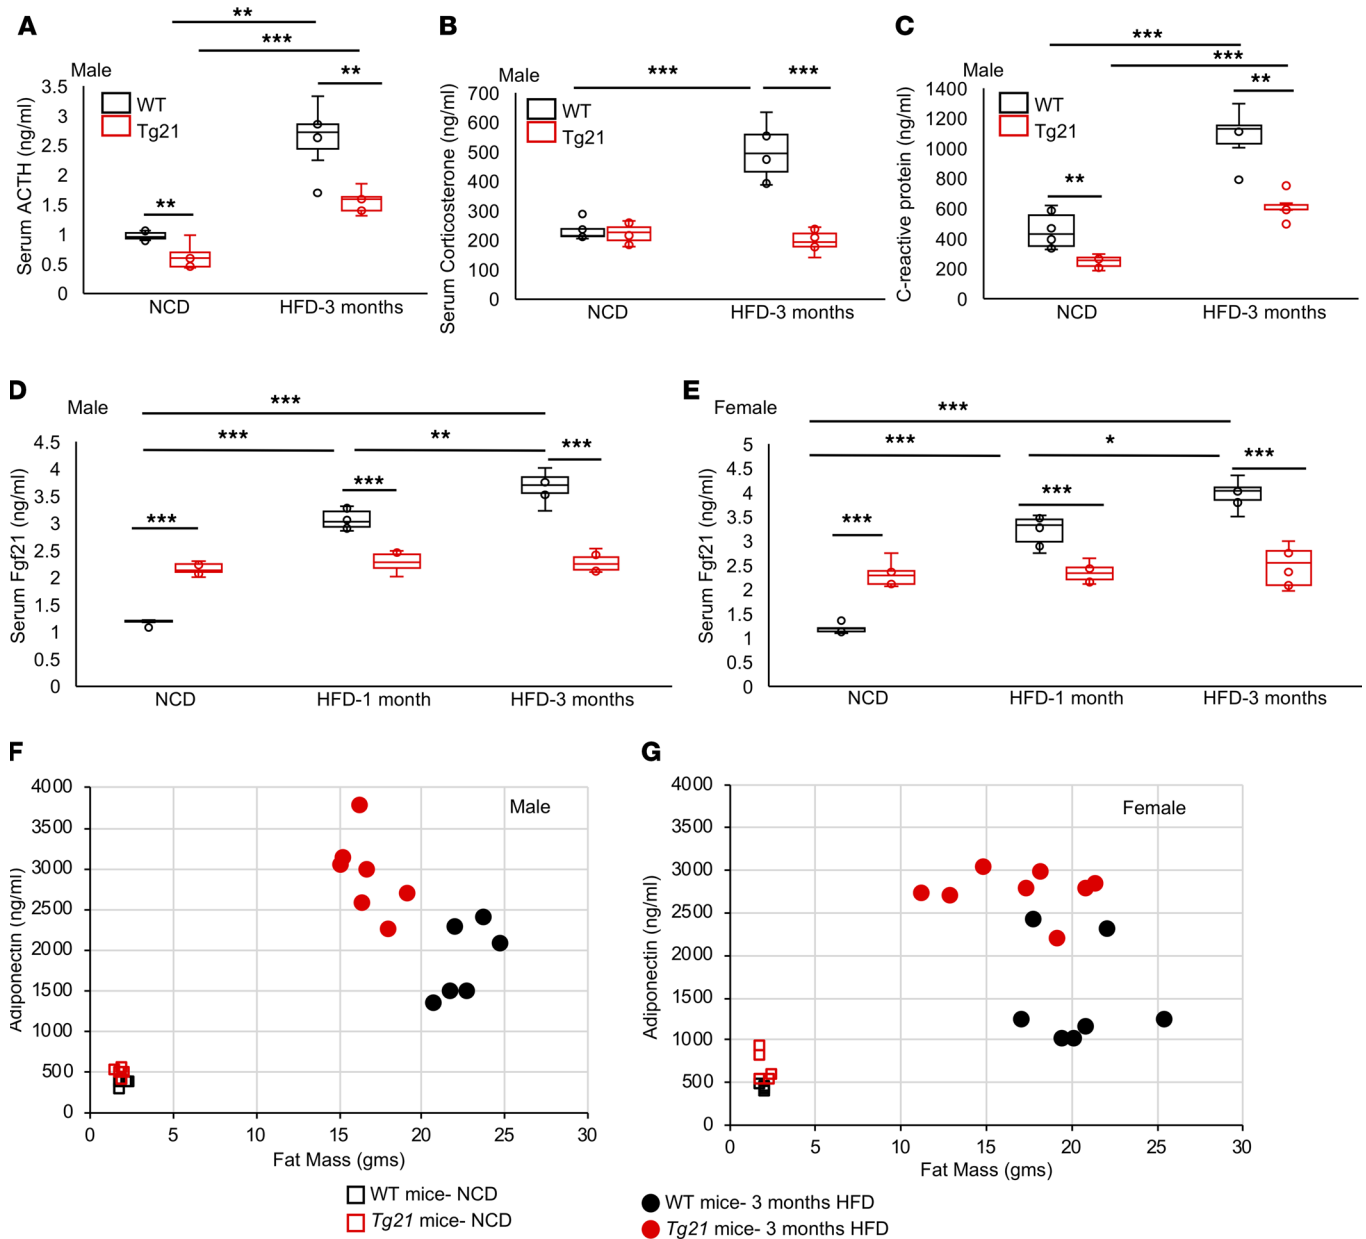 A
**
***
Male
**
3.5
3
2.5
2
1.5
1
0.5
0
Serum ACTH (ng/ml)
WT
Tg21
**
NCD
HFD-3 months
B
Male
***
***
700
600
500
400
300
200
100
0
Serum Corticosterone (ng/ml)
WT
Tg21
NCD
HFD-3 months
C
***
***
Male
**
1400
1200
1000
800
600
400
200
0
C-reactive protein (ng/ml)
WT
Tg21
**
NCD
HFD-3 months
D
Male
***
***
**
***
***
***
4.5
4
3.5
3
2.5
2
1.5
1
0.5
0
Serum Fgf21 (ng/ml)
NCD
HFD-1 month
HFD-3 months
E
Female
***
***
*
***
***
***
5
4.5
4
3.5
3
2.5
2
1.5
1
0.5
0
Serum Fgf21 (ng/ml)
NCD
HFD-1 month
HFD-3 months
F
Male
4000
3500
3000
2500
2000
1500
1000
500
0
Adiponectin (ng/ml)
0 5 10 15 20 25 30
Fat Mass (gms)
G
Female
4000
3500
3000
2500
2000
1500
1000
500
0
Adiponectin (ng/ml)
0 5 10 15 20 25 30
Fat Mass (gms)
WT mice- NCD
Tg21 mice- NCD
WT mice- 3 months HFD
Tg21 mice- 3 months HFD